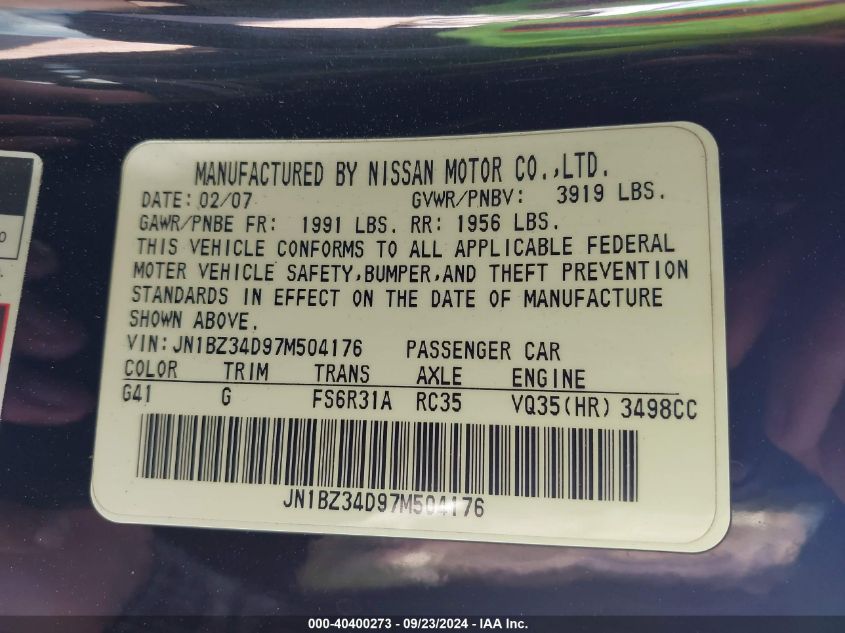 MANUFACTURED BY NISSAN MOTOR CO.,LTD.
DATE: 02/07 GVWR/PNBV: 3919 LBS.
GAWR/PNBE FR: 1991 LBS. RR: 1956 LBS.
THIS VEHICLE CONFORMS TO ALL APPLICABLE FEDERAL
MOTER VEHICLE SAFETY,BUMPER,AND THEFT PREVENTION
STANDARDS IN EFFECT ON THE DATE OF MANUFACTURE
SHOWN ABOVE.
VIN:JN1BZ34D97M504176 PASSENGER CAR
COLOR TRIM TRANS AXLE ENGINE
G41 G FS6R31A RC35 VQ35(HR) 3498CC
JN1BZ34D97M504176
000-40400273 - 09/23/2024 - IAA Inc.